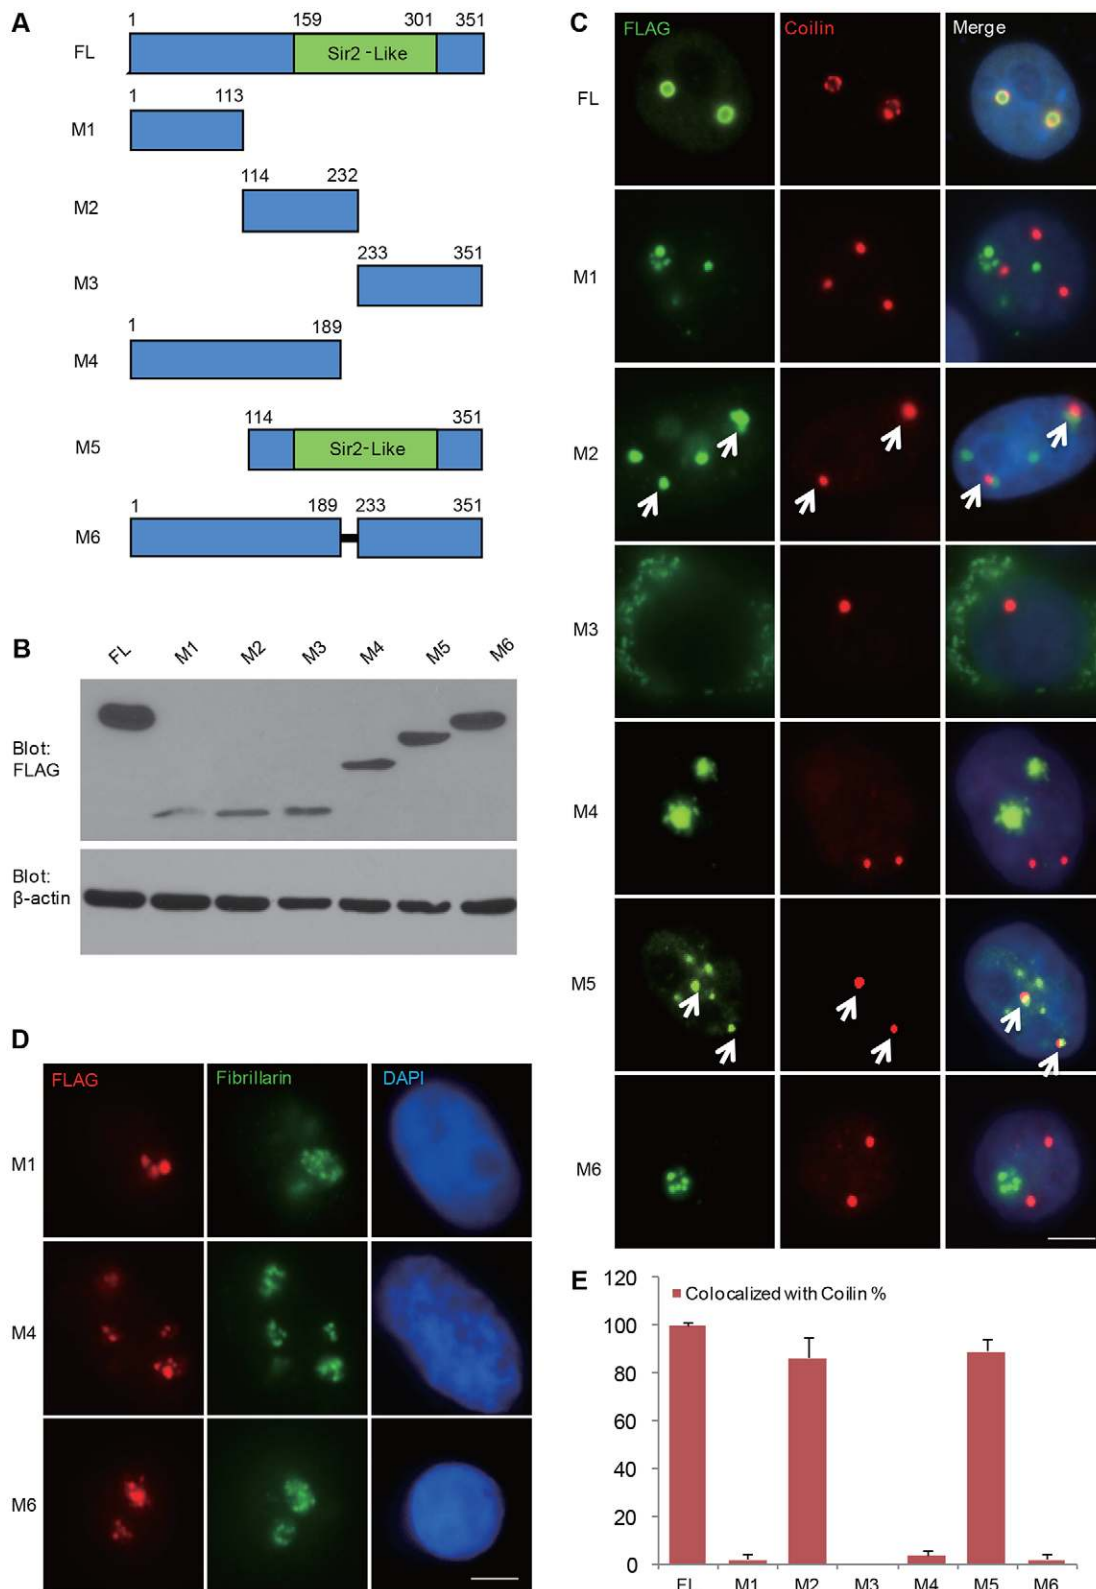 A
1 159 301 351
FL Sir2 - Like
1 113
M1
114 232
M2
233 351
M3
1 189
M4
114 351
M5 Sir2-Like
1 189 233 351
M6
B
FL M1 M2 M3 M4 M5 M6
Blot:
FLAG
Blot:
β-actin
C
FLAG Coilin Merge
FL
M1
M2
M3
M4
M5
M6
D
FLAG Fibrillarin DAPI
M1
M4
M6
E
120
100
80
60
40
20
0
Colocalized with Coilin %
FL M1 M2 M3 M4 M5 M6